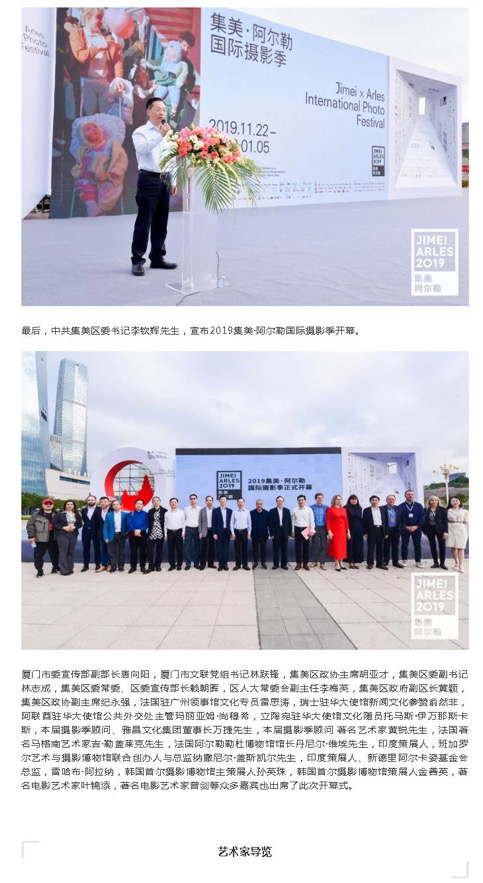 Arles
Photo
Festival
集美·阿尔勒
国际摄影季
Jimei x Arles
International Photo
Festival
2019.11.22–
01.05
JIMEI
ARLES
2019
集美
阿尔勒
JIMEI
ARLES
2019
集美
阿尔勒
最后，中共集美区委书记李钦辉先生，宣布2019集美·阿尔勒国际摄影季开幕。
JIMEI
ARLES
2019
集美
阿尔勒
2019集美·阿尔勒
国际摄影季正式开幕
JIMEI
ARLES
2019
集美
阿尔勒
厦门市委宣传部副部长唐向阳，厦门市文联党组书记林跃锋，集美区政协主席胡亚才，集美区委副书记
林志成，集美区委常委、区委宣传部长赖朝晖，区人大常委会副主任李梅英，集美区政府副区长黄颖，
集美区政协副主席纪永强，法国驻广州领事馆文化专员雷思涛，瑞士驻华大使馆新闻文化参赞俞然非，
阿联酋驻华大使馆公共外交处主管玛丽亚姆·尚穆希，立陶宛驻华大使馆文化随员托马斯·伊万那斯卡
斯，本届摄影季顾问、雅昌文化集团董事长万捷先生，本届摄影季顾问 著名艺术家黄锐先生，法国著
名马格南艺术家吉·勒盖莱克先生，法国阿尔勒勒杜博物馆馆长丹尼尔·维埃先生，印度策展人，班加罗
尔艺术与摄影博物馆联合创办人与总监纳撒尼尔·盖斯凯尔先生，印度策展人、新德里阿尔卡姿基金会
总监，雷哈布·阿拉纳，韩国首尔摄影博物馆主策展人孙英珠，韩国首尔摄影博物馆策展人金善英，著
名电影艺术家叶锦添，著名电影艺术家曾剑等众多嘉宾也出席了此次开幕式。
艺术家导览